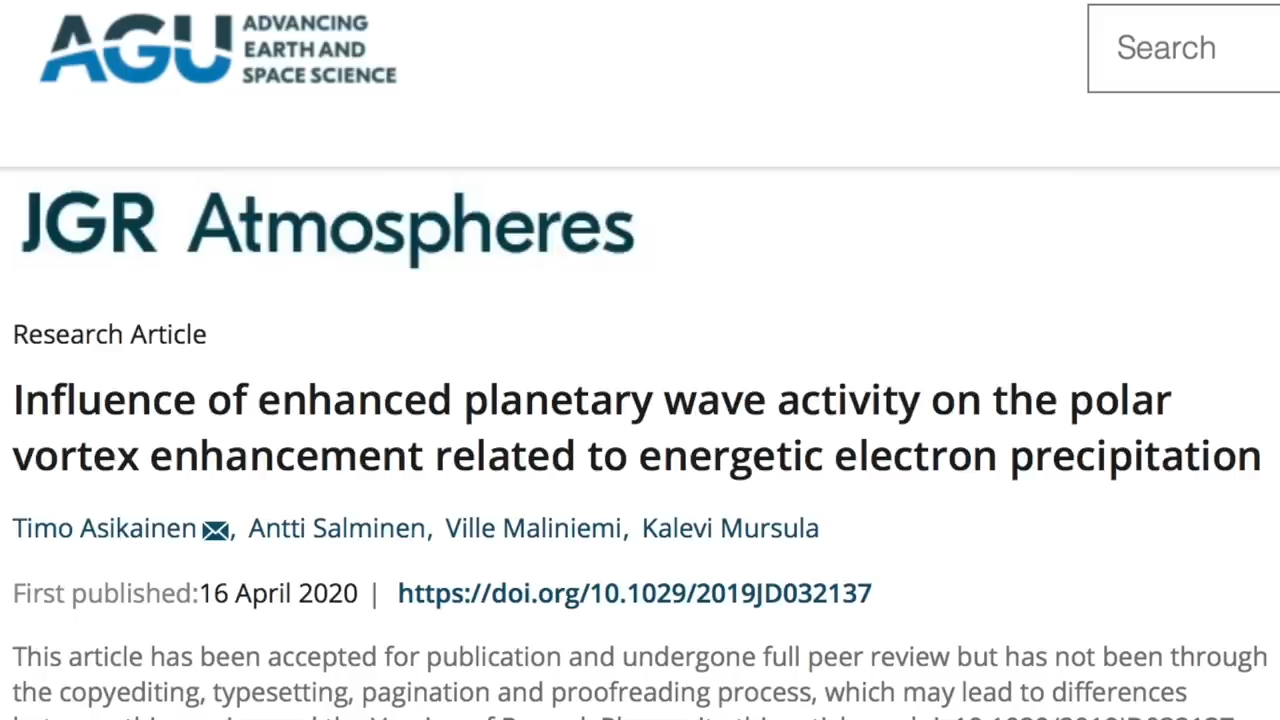 AGU ADVANCING
EARTH AND
SPACE SCIENCE
Search
JGR Atmospheres
Research Article
Influence of enhanced planetary wave activity on the polar
vortex enhancement related to energetic electron precipitation
Timo Asikainen, Antti Salminen, Ville Maliniemi, Kalevi Mursula
First published:16 April 2020 | https://doi.org/10.1029/2019JD032137
This article has been accepted for publication and undergone full peer review but has not been through
the copyediting, typesetting, pagination and proofreading process, which may lead to differences